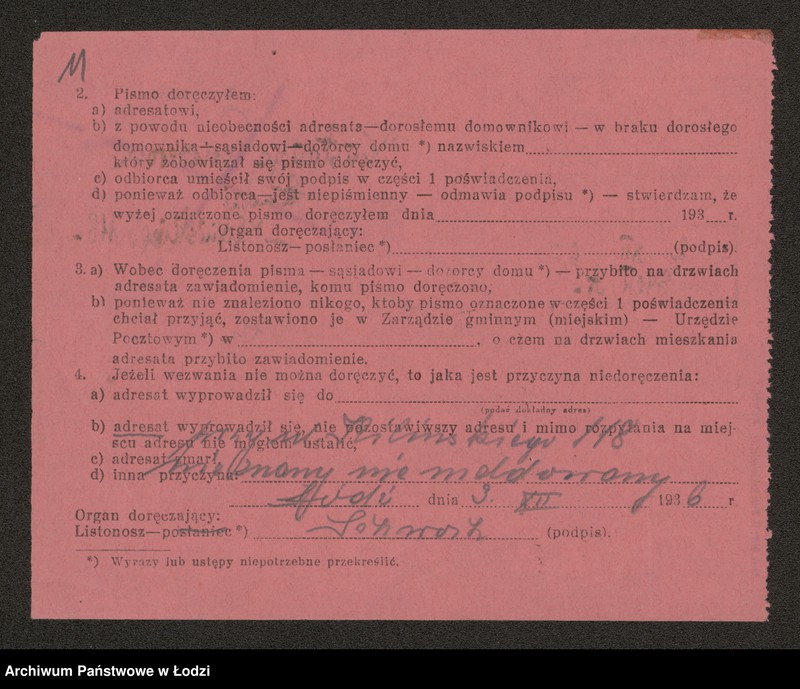 M
2. Pismo doręczyłem:
a) adresatowi,
b) z powodu nieobecności adresata—dorosłemu domownikowi — w braku dorosłego
domownika—sąsiadowi—dozorcy domu *) nazwiskiem
który zobowiązał się pismo doręczyć,
c) odbiorca umieścił swój podpis w części 1 poświadczenia,
d) ponieważ odbiorca—jest niepiśmienny — odmawia podpisu *) — stwierdzam, że
wyżej oznaczone pismo doręczyłem dnia 193 r.
Organ doręczający:
Listonosz—posłaniec *) (podpis).
3. a) Wobec doręczenia pisma — sąsiadowi — dozorcy domu *) — przybito na drzwiach
adresata zawiadomienie, komu pismo doręczono,
b) ponieważ nie znaleziono nikogo, ktoby pismo oznaczone w części 1 poświadczenia
chciał przyjąć, zostawiono je w Zarządzie gminnym (miejskim) — Urzędzie
Pocztowym *) w , o czem na drzwiach mieszkania
adresata przybito zawiadomienie.
4. Jeżeli wezwania nie można doręczyć, to jaka jest przyczyna niedoręczenia:
a) adresat wyprowadził się do
(podać dokładny adres)
b) adresat wyprowadził się, nie pozostawiwszy adresu i mimo rozpytania na miej-
scu adresu nie mogłem ustalić,
Kilińskiego 118
c) adresat zmarł,
d) inna przyczyna: nieznany nie meldowany
Łódź dnia 3. XII 1936 r
Organ doręczający:
Listonosz—posłaniec *) (podpis).
*) Wyrazy lub ustępy niepotrzebne przekreślić.
Archiwum Państwowe w Łodzi